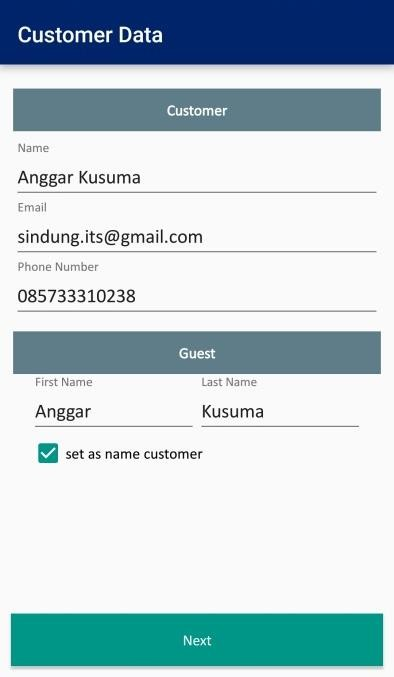 Customer Data
Customer
Name
Anggar Kusuma
Email
sindung.its@gmail.com
Phone Number
085733310238
Guest
First Name Last Name
Anggar Kusuma
set as name customer
Next